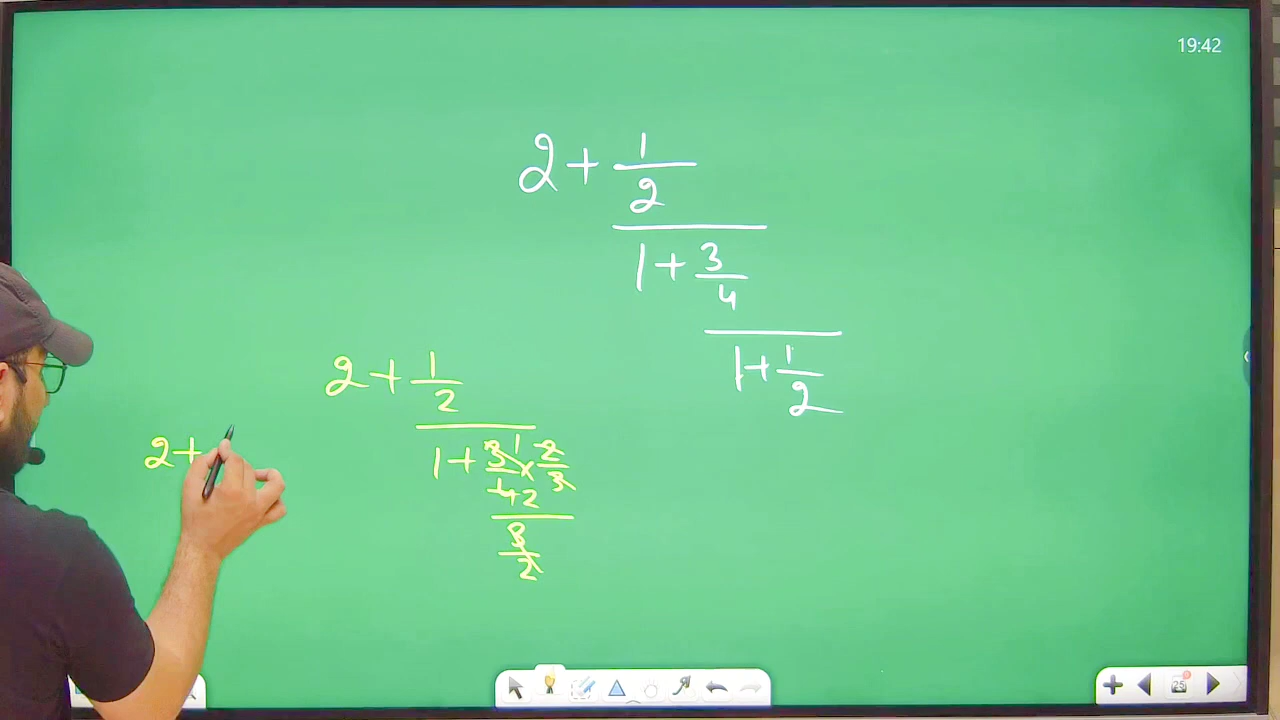 19:42
2 + 1/2
1 + 3/4
1 + 1/2
2 + 1/2
1 + 3/4 1 × 2/3
2
3/2
2 +
25